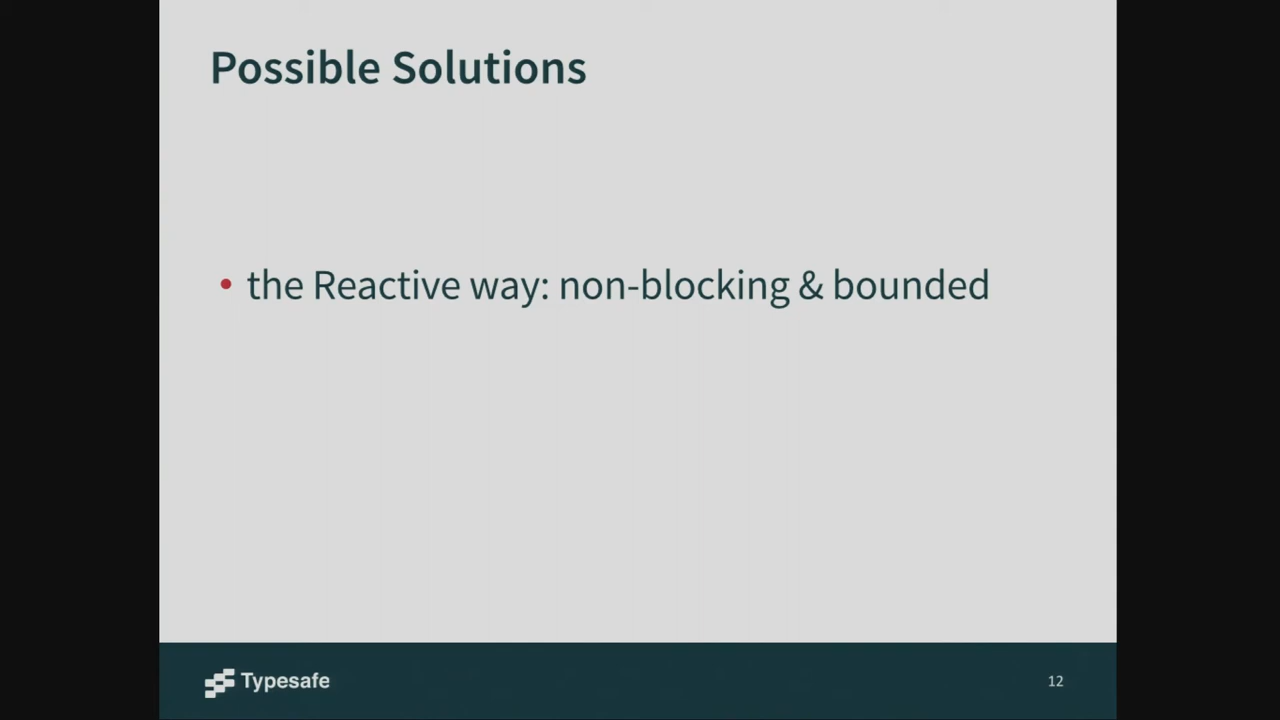 Possible Solutions
• the Reactive way: non-blocking & bounded
Typesafe
12